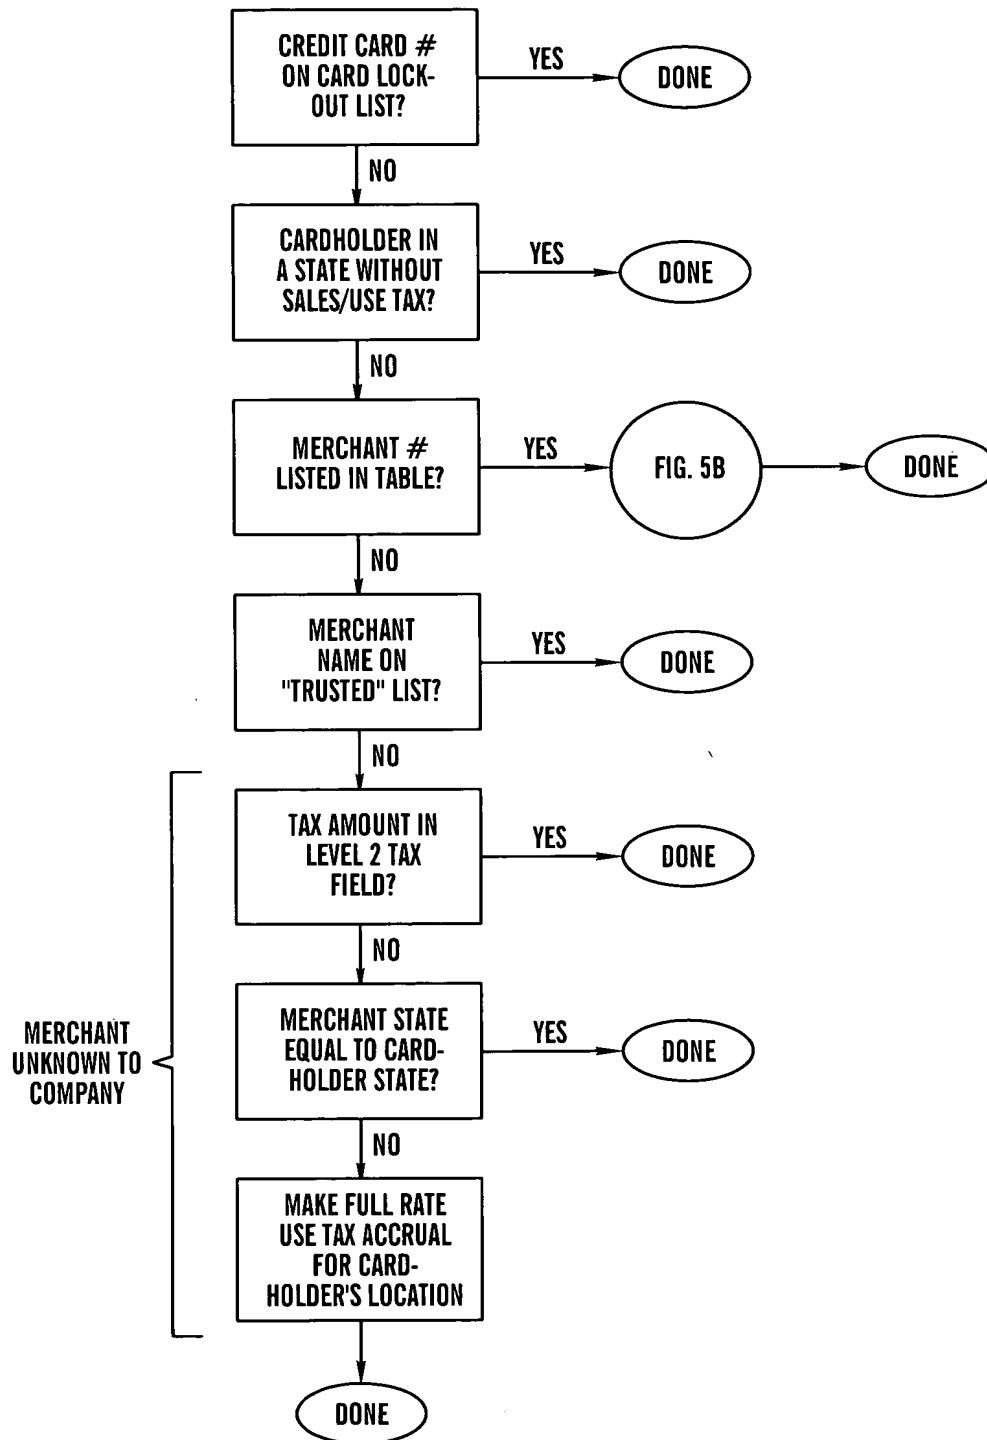 CREDIT CARD #
ON CARD LOCK-
OUT LIST?
YES
DONE
NO
CARDHOLDER IN
A STATE WITHOUT
SALES/USE TAX?
YES
DONE
NO
MERCHANT #
LISTED IN TABLE?
YES
FIG. 5B
DONE
NO
MERCHANT
NAME ON
"TRUSTED" LIST?
YES
DONE
NO
TAX AMOUNT IN
LEVEL 2 TAX
FIELD?
YES
DONE
NO
MERCHANT STATE
EQUAL TO CARD-
HOLDER STATE?
YES
DONE
MERCHANT
UNKNOWN TO
COMPANY
NO
MAKE FULL RATE
USE TAX ACCRUAL
FOR CARD-
HOLDER'S LOCATION
DONE